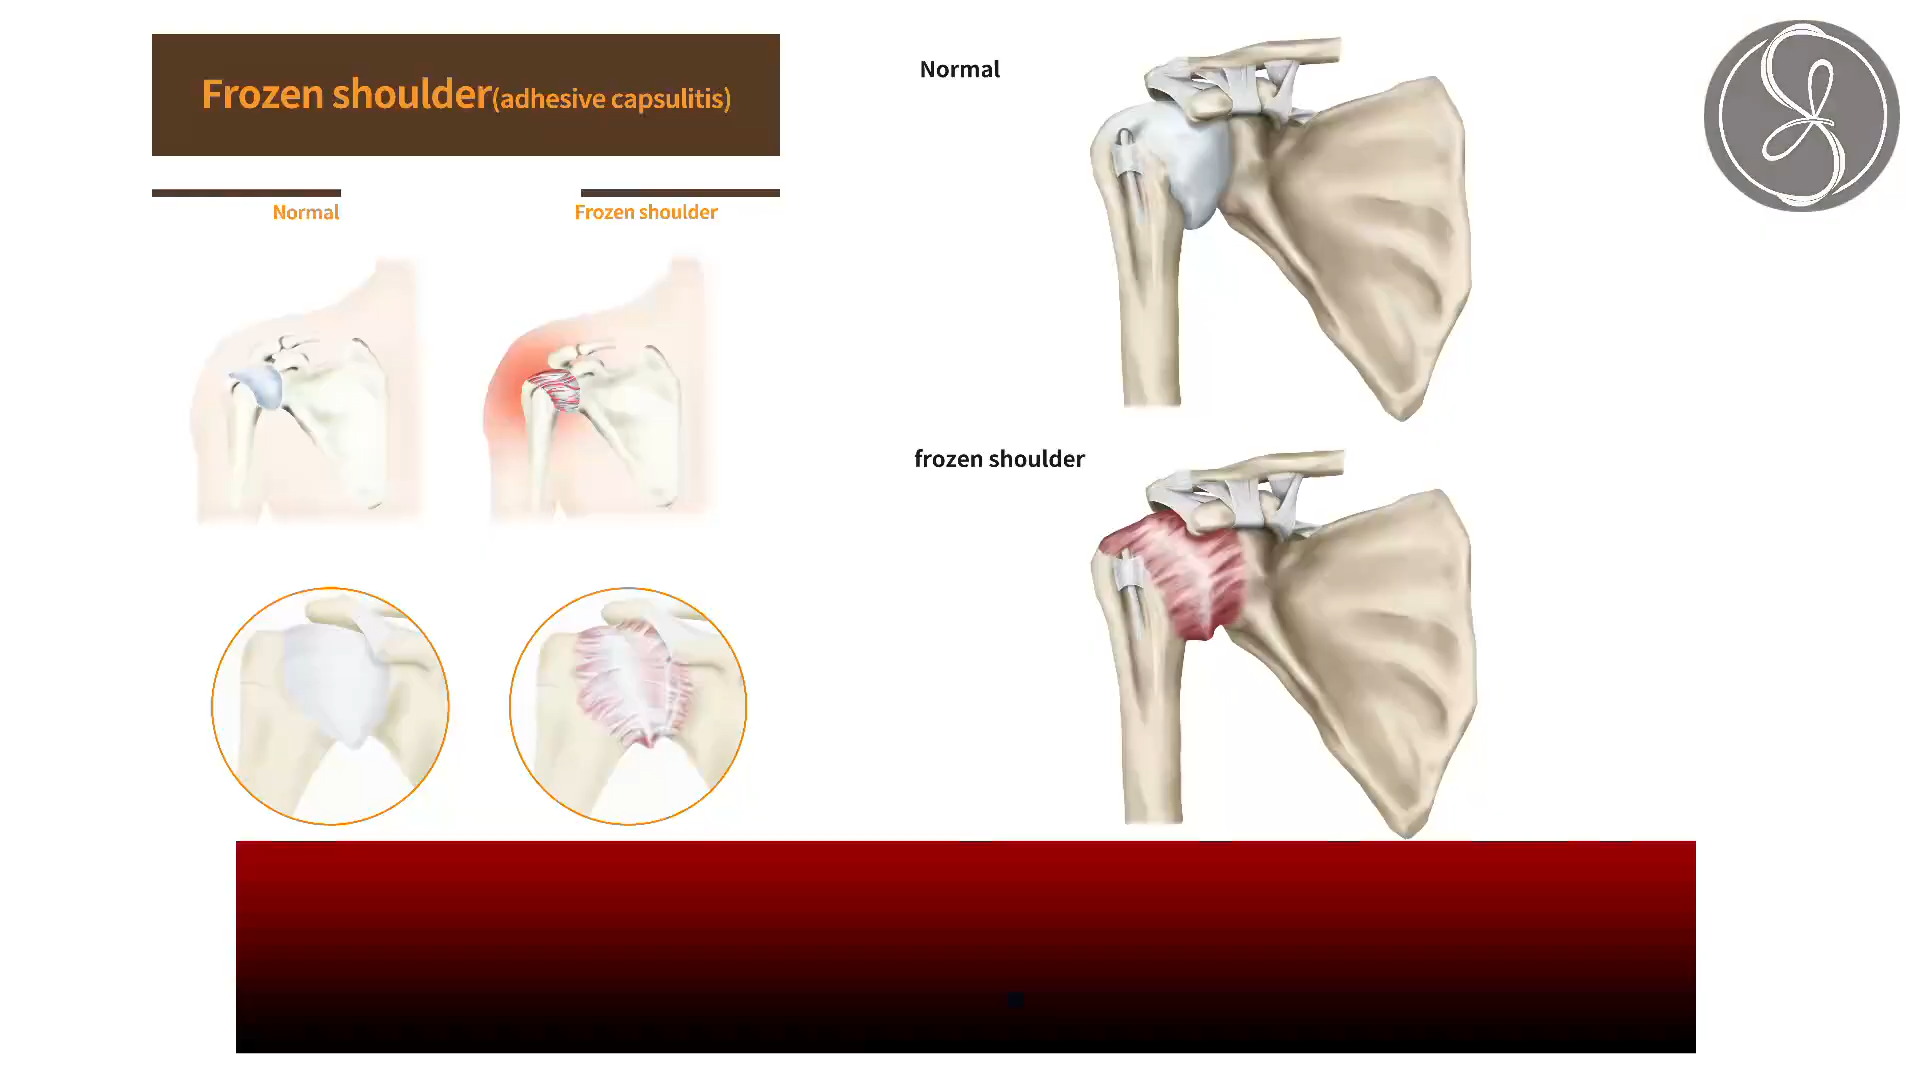 Frozen shoulder(adhesive capsulitis)
Normal
Frozen shoulder
Normal
frozen shoulder